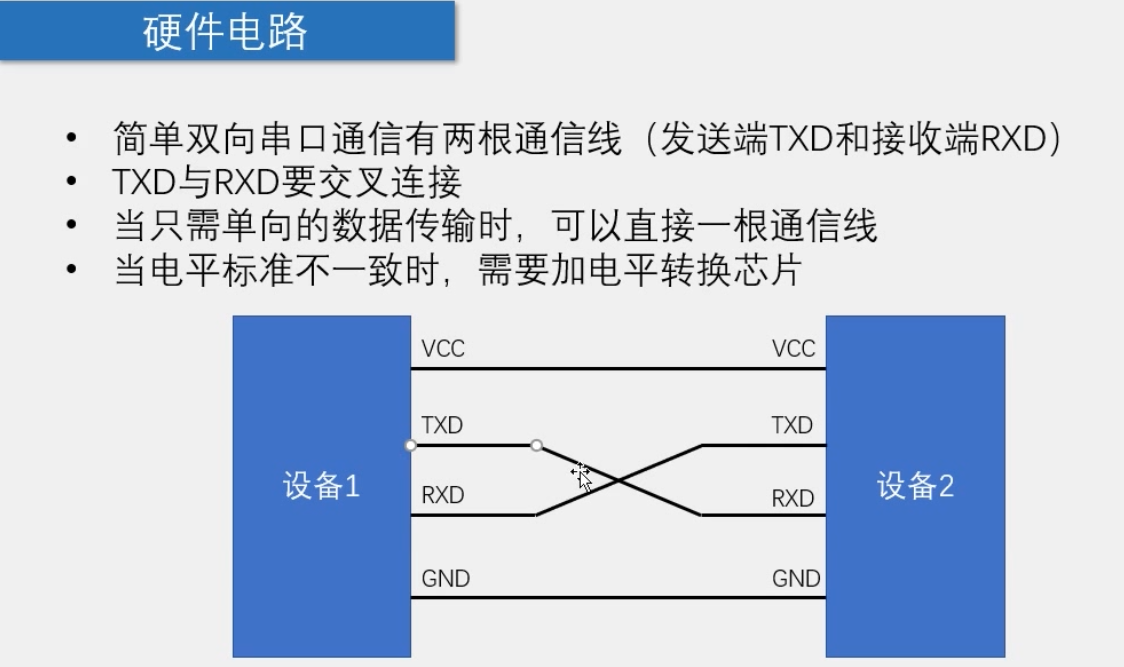 硬件电路
• 简单双向串口通信有两根通信线（发送端TXD和接收端RXD）
• TXD与RXD要交叉连接
• 当只需单向的数据传输时，可以直接一根通信线
• 当电平标准不一致时，需要加电平转换芯片
VCC VCC
TXD TXD
设备1 设备2
RXD RXD
GND GND